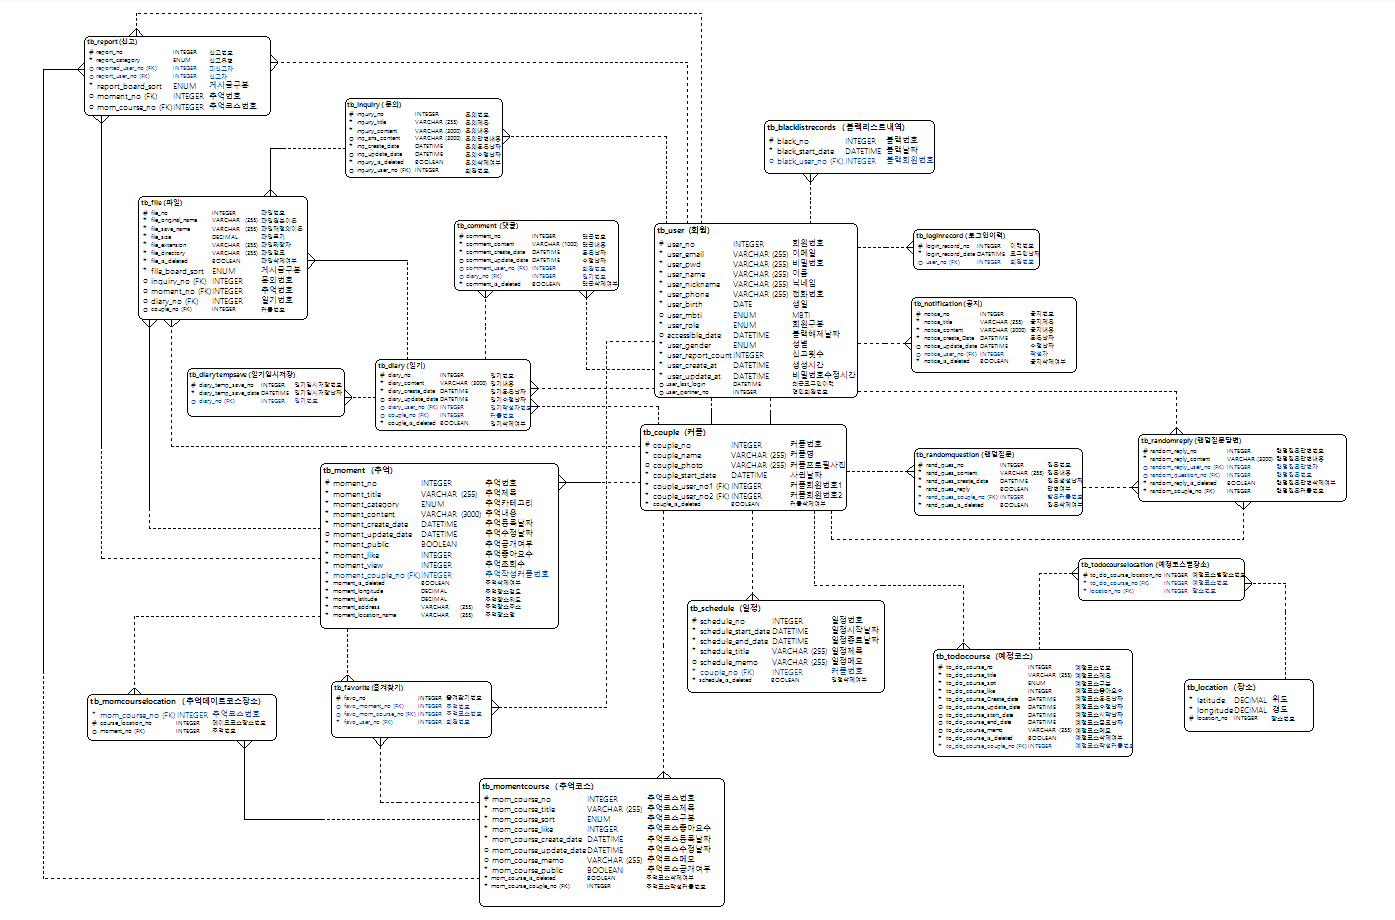 tb_report (신고)
# report_no INTEGER 신고번호
* report_category ENUM 신고유형
o reported_user_no (FK) INTEGER 피신고자
o report_user_no (FK) INTEGER 신고자
* report_board_sort ENUM 게시글구분
o moment_no (FK) INTEGER 추억번호
o mom_course_no (FK) INTEGER 추억코스번호
tb_inquiry (문의)
# inquiry_no INTEGER 문의번호
* inquiry_title VARCHAR (255) 문의제목
* inquiry_content VARCHAR (3000) 문의내용
VARCHAR (3000) 문의답변내용
DATETIME 문의등록날짜
DATETIME 문의수정날짜
* inquiry_is_deleted BOOLEAN 문의삭제여부
o inquiry_user_no (FK) INTEGER 회원번호
tb_blacklistrecords (블랙리스트내역)
# black_no INTEGER 블랙번호
* black_start_date DATETIME 블랙날짜
o black_user_no (FK) INTEGER 블랙회원번호
tb_file (파일)
# file_no INTEGER 파일번호
* file_original_name VARCHAR (255)
* file_save_name VARCHAR (255)
* file_size DECIMAL 파일크기
* file_extension VARCHAR (255) 파일확장자
* file_directory VARCHAR (255) 파일경로
* file_is_deleted BOOLEAN 파일삭제여부
* file_board_sort ENUM 게시글구분
o inquiry_no (FK) INTEGER 문의번호
o moment_no (FK) INTEGER 추억번호
o diary_no (FK) INTEGER 일기번호
o couple_no (FK) INTEGER 커플번호
tb_comment (댓글)
# comment_no INTEGER 댓글번호
* comment_content VARCHAR (1000) 댓글내용
* comment_create_date DATETIME 등록날짜
o comment_update_date DATETIME 수정날짜
o comment_user_no (FK) INTEGER 회원번호
o diary_no (FK) INTEGER 일기번호
* comment_is_deleted BOOLEAN 댓글삭제여부
tb_user (회원)
# user_no INTEGER 회원번호
* user_email VARCHAR (255) 이메일
* user_pwd VARCHAR (255) 비밀번호
* user_name VARCHAR (255) 이름
* user_nickname VARCHAR (255) 닉네임
* user_phone VARCHAR (255) 전화번호
* user_birth DATE 생일
o user_mbti ENUM MBTI
* user_role ENUM 회원구분
o accessible_date DATETIME 블랙해제날짜
* user_gender ENUM 성별
* user_report_count INTEGER 신고횟수
* user_create_at DATETIME 생성시간
* user_update_at DATETIME 비밀번호수정시간
o user_last_login DATETIME 최근로그인이력
* user_partner_no INTEGER 연인회원번호
tb_loginrecord (로그인이력)
# login_record_no INTEGER 이력번호
* login_record_date DATETIME 로그인날짜
o user_no (FK) INTEGER 회원번호
tb_notification (공지)
# notice_no INTEGER 공지번호
* notice_title VARCHAR (255) 공지제목
* notice_content VARCHAR (3000) 공지내용
* notice_create_Date DATETIME 등록날짜
o notice_update_date DATETIME 수정날짜
o notice_user_no (FK) INTEGER 작성자
* notice_is_deleted BOOLEAN 공지삭제여부
tb_diarytempsave (일기일시저장)
# diary_temp_save_no INTEGER 일기일시저장번호
* diary_temp_save_date DATETIME 일기일시저장날짜
o diary_no (FK) INTEGER 일기번호
tb_diary (일기)
# diary_no INTEGER 일기번호
* diary_content VARCHAR (3000) 일기내용
* diary_create_date DATETIME 일기등록날짜
o diary_update_date DATETIME 일기수정날짜
o diary_user_no (FK) INTEGER 일기작성자번호
o couple_no (FK) INTEGER 커플번호
* couple_is_deleted BOOLEAN 일기삭제여부
tb_couple (커플)
# couple_no INTEGER 커플번호
* couple_name VARCHAR (255) 커플명
o couple_photo VARCHAR (255) 커플포토필사진
* couple_start_date DATETIME 사귄날짜
* couple_user_no1 (FK) INTEGER 커플회원번호1
* couple_user_no2 (FK) INTEGER 커플회원번호2
* couple_is_deleted BOOLEAN 커플삭제여부
tb_randomquestion (랜덤질문)
# rand_ques_no INTEGER 질문번호
* rand_ques_content VARCHAR (255) 질문내용
* rand_ques_create_date DATETIME 질문생성날짜
* rand_ques_reply BOOLEAN 답변여부
* rand_ques_couple_no (FK) INTEGER
* rand_ques_is_deleted BOOLEAN 질문삭제여부
tb_randomreply (랜덤질문답변)
# random_reply_no INTEGER 랜덤질문답변번호
* random_reply_content VARCHAR (3000) 랜덤질문답변내용
o random_reply_user_no (FK) INTEGER 랜덤질문답변자
o random_ques_no (FK) INTEGER 랜덤질문번호
* random_reply_is_deleted BOOLEAN 랜덤질문답변삭제여부
* random_couple_no (FK) INTEGER 랜덤질문커플번호
tb_moment (추억)
# moment_no INTEGER 추억번호
* moment_title VARCHAR (255) 추억제목
* moment_category ENUM 추억카테고리
* moment_content VARCHAR (3000) 추억내용
* moment_create_date DATETIME 추억등록날짜
o moment_update_date DATETIME 추억수정날짜
* moment_public BOOLEAN 추억공개여부
* moment_like INTEGER 추억좋아요수
* moment_view INTEGER 추억조회수
* moment_couple_no (FK) INTEGER 추억작성커플번호
* moment_is_deleted BOOLEAN 추억삭제여부
* moment_longitude DECIMAL 추억장소경도
* moment_latitude DECIMAL 추억장소위도
* moment_address VARCHAR (255) 추억장소주소
* moment_location_name VARCHAR (255) 추억장소명
tb_todocourselocation (예정코스별장소)
# to_do_course_location_no INTEGER 예정코스별장소번호
* to_do_course_no (FK) INTEGER 예정코스번호
* location_no (FK) INTEGER 장소번호
tb_schedule (일정)
# schedule_no INTEGER 일정번호
* schedule_start_date DATETIME 일정시작날짜
* schedule_end_date DATETIME 일정종료날짜
* schedule_title VARCHAR (255) 일정제목
o schedule_memo VARCHAR (255) 일정메모
* couple_no (FK) INTEGER 커플번호
* schedule_is_deleted BOOLEAN 일정삭제여부
tb_todocourse (예정코스)
# to_do_course_no INTEGER 예정코스번호
* to_do_course_title VARCHAR (255) 예정코스제목
* to_do_course_sort ENUM 예정코스구분
* to_do_course_like INTEGER 예정코스좋아요수
* to_do_course_Create_date DATETIME 예정코스등록날짜
o to_do_course_update_date DATETIME 예정코스수정날짜
o to_do_course_start_date DATETIME 예정코스시작날짜
o to_do_course_end_date DATETIME 예정코스종료날짜
o to_do_course_memo VARCHAR (255) 예정코스메모
* to_do_course_is_deleted BOOLEAN 예정코스삭제여부
* to_do_course_couple_no (FK) INTEGER 예정코스작성커플번호
tb_location (장소)
* latitude DECIMAL 위도
* longitude DECIMAL 경도
# location_no INTEGER 장소번호
tb_momcourselocation (추억데이트코스장소)
* mom_course_no (FK) INTEGER 추억코스번호
# course_location_no INTEGER 데이트코스장소번호
o moment_no (FK) INTEGER 추억번호
tb_favorite (즐겨찾기)
# favo_no INTEGER 즐겨찾기번호
o favo_moment_no (FK) INTEGER 추억번호
o favo_mom_course_no (FK) INTEGER 추억코스번호
* favo_user_no (FK) INTEGER 회원번호
tb_momentcourse (추억코스)
# mom_course_no INTEGER 추억코스번호
* mom_course_title VARCHAR (255) 추억코스제목
* mom_course_sort ENUM 추억코스구분
* mom_course_like INTEGER 추억코스좋아요수
* mom_course_create_date DATETIME 추억코스등록날짜
o mom_course_update_date DATETIME 추억코스수정날짜
o mom_course_memo VARCHAR (255) 추억코스메모
* mom_course_public BOOLEAN 추억코스공개여부
* mom_course_is_deleted BOOLEAN 추억코스삭제여부
* mom_course_couple_no (FK) INTEGER 추억코스작성커플번호